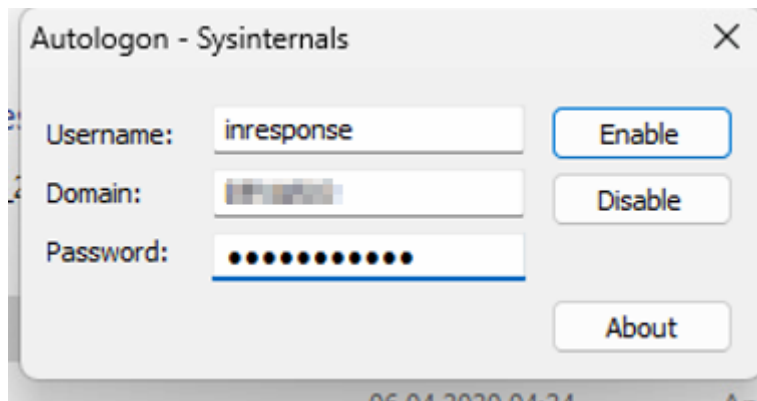 Autologon - Sysinternals
Username: inresponse Enable
Domain: Disable
Password: ●●●●●●●●●●●
About